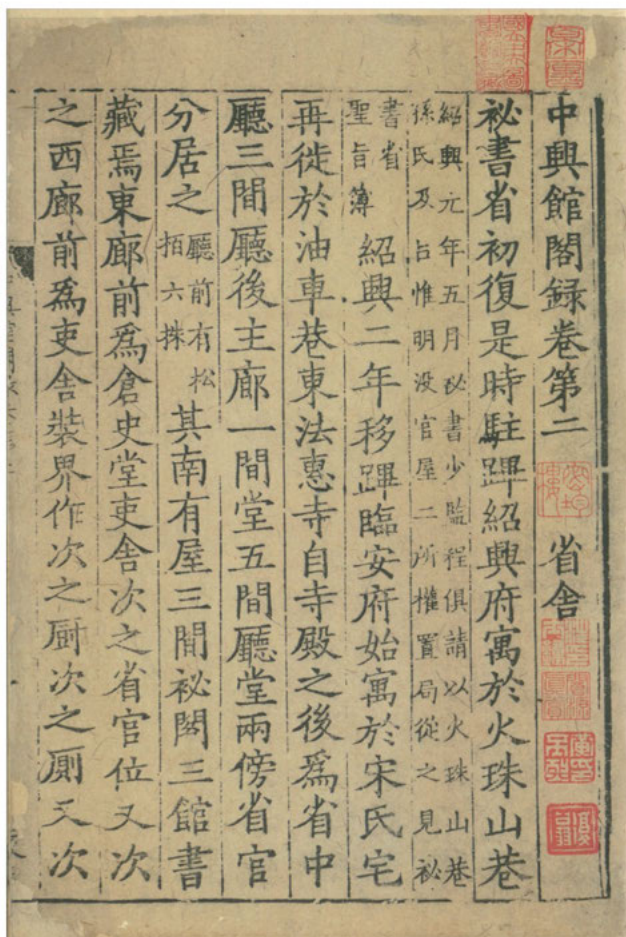 中興館閣録卷第二　省舍
祕書省初復是時駐蹕紹興府寓於火珠山巷
紹興元年五月祕書少監程俱請以火珠山巷
孫氏及吕惟明没官屋二所權置局從之見祕
書省
聖旨簿
紹興二年移蹕臨安府始寓於宋氏宅
再徙於油車巷東法惠寺自寺殿之後爲省中
廳三間廳後主廊一間堂五間廳堂兩傍省官
分居之
廳前有松
栢六株
其南有屋三間祕閣三館書
藏焉東廊前爲倉史堂吏舍次之省官位又次
之西廊前爲吏舍裝界作次之厨次之厠又次